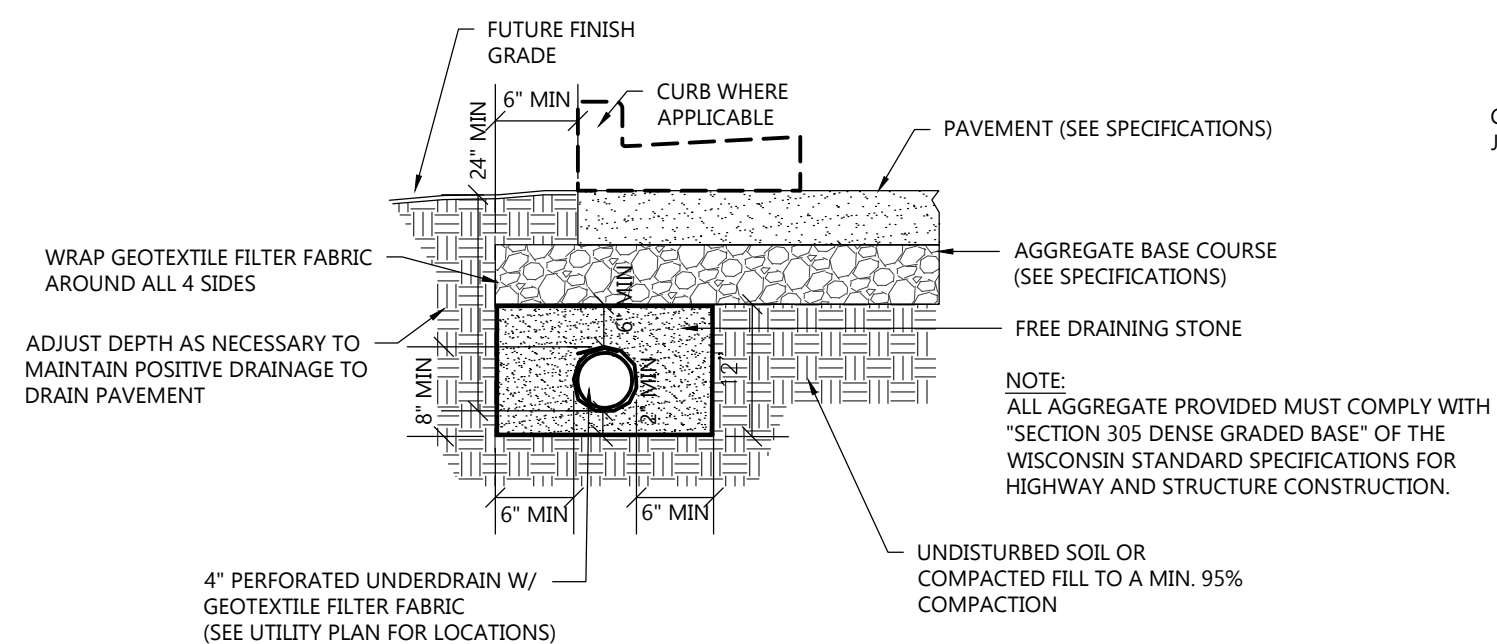 FUTURE FINISH
GRADE
6" MIN
CURB WHERE
APPLICABLE
24" MIN
PAVEMENT (SEE SPECIFICATIONS)
WRAP GEOTEXTILE FILTER FABRIC
AROUND ALL 4 SIDES
AGGREGATE BASE COURSE
(SEE SPECIFICATIONS)
6" MIN
FREE DRAINING STONE
ADJUST DEPTH AS NECESSARY TO
MAINTAIN POSITIVE DRAINAGE TO
DRAIN PAVEMENT
8" MIN
2" MIN
12"
NOTE:
ALL AGGREGATE PROVIDED MUST COMPLY WITH
"SECTION 305 DENSE GRADED BASE" OF THE
WISCONSIN STANDARD SPECIFICATIONS FOR
HIGHWAY AND STRUCTURE CONSTRUCTION.
6" MIN
6" MIN
UNDISTURBED SOIL OR
COMPACTED FILL TO A MIN. 95%
COMPACTION
4" PERFORATED UNDERDRAIN W/
GEOTEXTILE FILTER FABRIC
(SEE UTILITY PLAN FOR LOCATIONS)